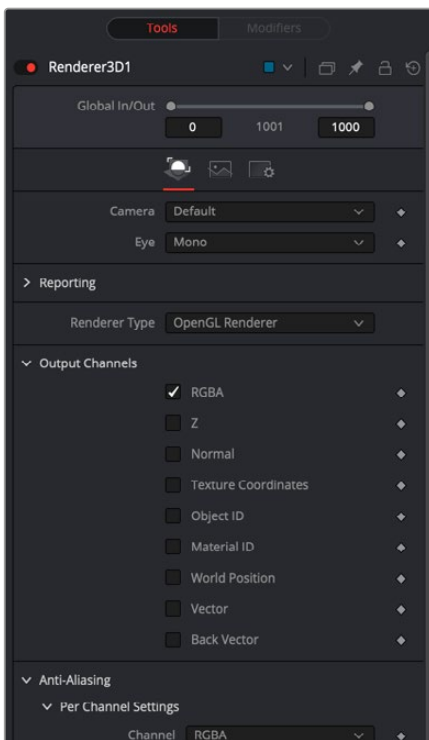 Tools Modifiers
Renderer3D1
Global In/Out
0 1001 1000
Camera Default
Eye Mono
Reporting
Renderer Type OpenGL Renderer
Output Channels
RGBA
Z
Normal
Texture Coordinates
Object ID
Material ID
World Position
Vector
Back Vector
Anti-Aliasing
Per Channel Settings
Channel RGBA